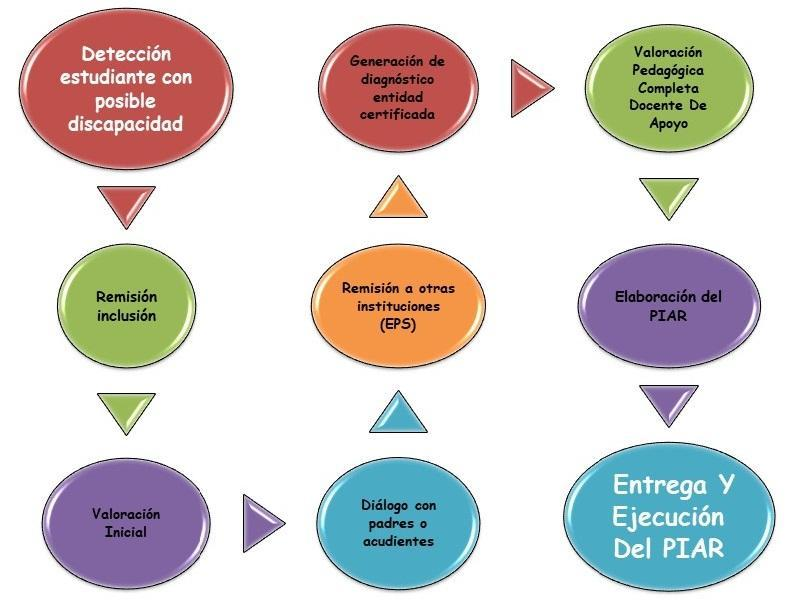 Detección
estudiante con
posible
discapacidad
Remisión
inclusión
Valoración
Inicial
Diálogo con
padres o
acudientes
Remisión a otras
instituciones
(EPS)
Generación de
diagnóstico
entidad
certificada
Valoración
Pedagógica
Completa
Docente De
Apoyo
Elaboración del
PIAR
Entrega Y
Ejecución
Del PIAR